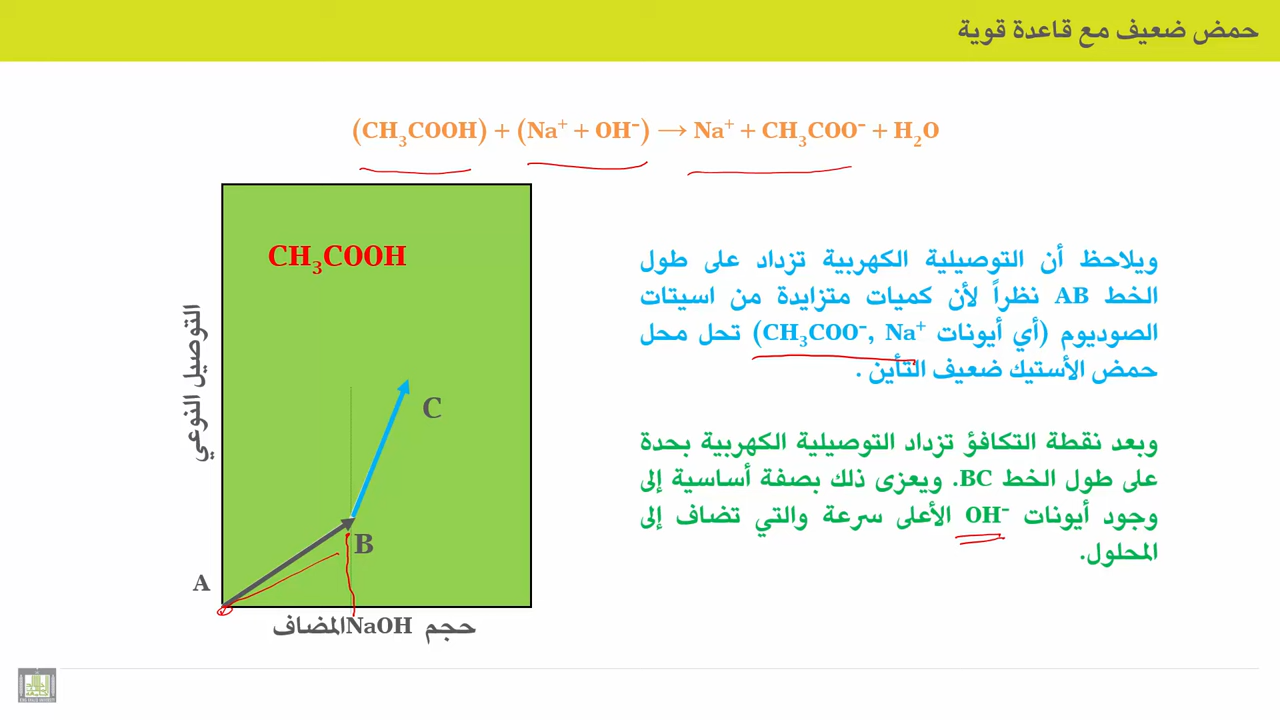 حمض ضعيف مع قاعدة قوية
(CH₃COOH) + (Na⁺ + OH⁻) → Na⁺ + CH₃COO⁻ + H₂O
CH₃COOH
ويلاحظ أن التوصيلية الكهربية تزداد على طول
الخط AB نظراً لأن كميات متزايدة من اسيتات
الصوديوم (أي أيونات CH₃COO⁻, Na⁺) تحل محل
حمض الأستيك ضعيف التأين .
وبعد نقطة التكافؤ تزداد التوصيلية الكهربية بحدة
على طول الخط BC. ويعزى ذلك بصفة أساسية إلى
وجود أيونات OH⁻ الأعلى سرعة والتي تضاف إلى
المحلول.
التوصيل النوعي
C
B
A
حجم NaOH المضاف